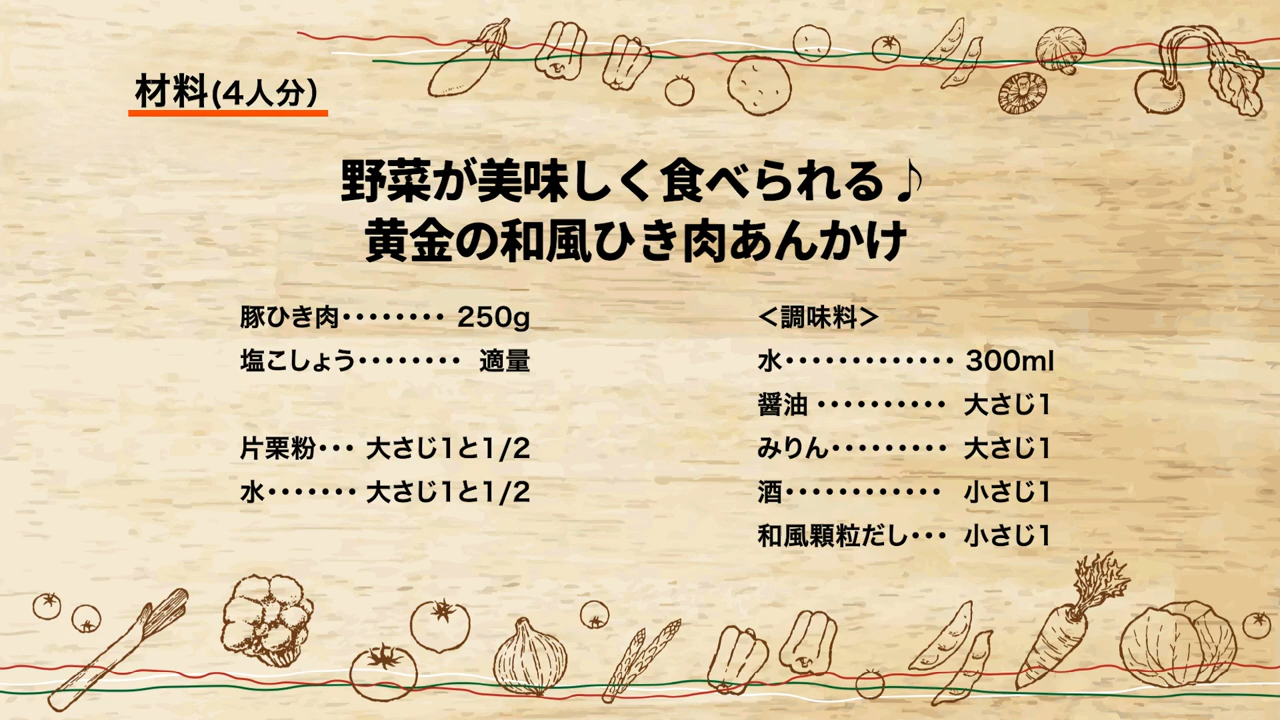 材料(4人分)
野菜が美味しく食べられる♪
黄金の和風ひき肉あんかけ
豚ひき肉・・・・・・・・ 250g
塩こしょう・・・・・・・・ 適量
片栗粉・・・ 大さじ1と1/2
水・・・・・・・ 大さじ1と1/2
<調味料>
水・・・・・・・・・・・・・ 300ml
醤油 ・・・・・・・・・・ 大さじ1
みりん・・・・・・・・・ 大さじ1
酒・・・・・・・・・・・・ 小さじ1
和風顆粒だし・・・ 小さじ1